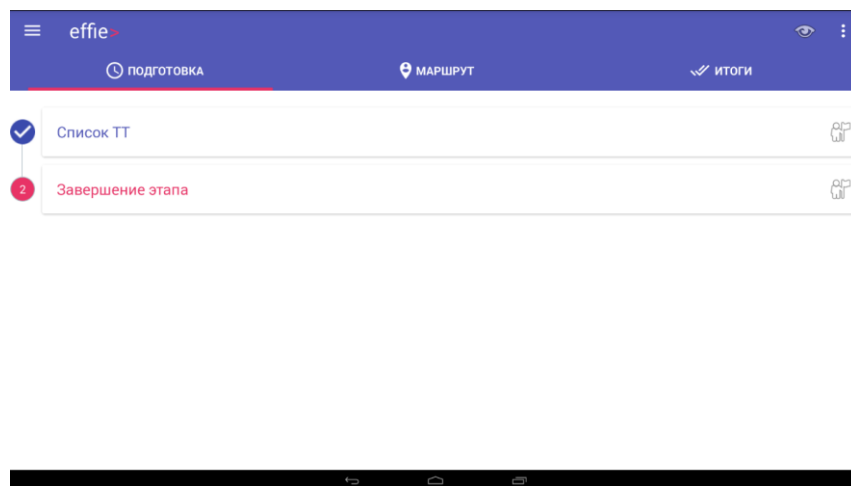 effie>
ПОДГОТОВКА
МАРШРУТ
ИТОГИ
Список ТТ
2
Завершение этапа